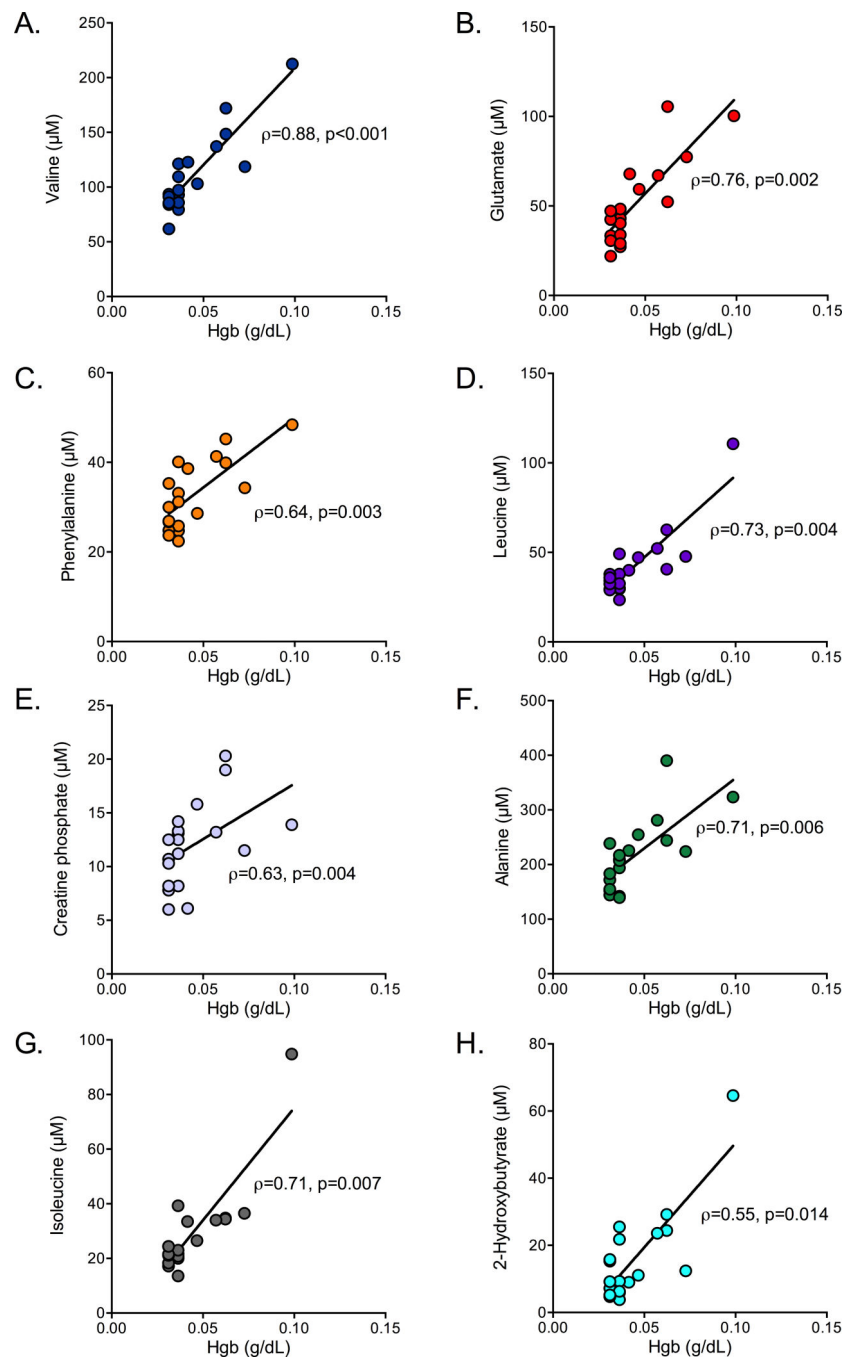 A.
250
200
150
100
50
0
Valine (µM)
ρ=0.88, p<0.001
0.00 0.05 0.10 0.15
Hgb (g/dL)
B.
150
100
50
0
Glutamate (µM)
ρ=0.76, p=0.002
0.00 0.05 0.10 0.15
Hgb (g/dL)
C.
60
40
20
0
Phenylalanine (µM)
ρ=0.64, p=0.003
0.00 0.05 0.10 0.15
Hgb (g/dL)
D.
150
100
50
0
Leucine (µM)
ρ=0.73, p=0.004
0.00 0.05 0.10 0.15
Hgb (g/dL)
E.
25
20
15
10
5
0
Creatine phosphate (µM)
ρ=0.63, p=0.004
0.00 0.05 0.10 0.15
Hgb (g/dL)
F.
500
400
300
200
100
0
Alanine (µM)
ρ=0.71, p=0.006
0.00 0.05 0.10 0.15
Hgb (g/dL)
G.
100
80
60
40
20
0
Isoleucine (µM)
ρ=0.71, p=0.007
0.00 0.05 0.10 0.15
Hgb (g/dL)
H.
80
60
40
20
0
2-Hydroxybutyrate (µM)
ρ=0.55, p=0.014
0.00 0.05 0.10 0.15
Hgb (g/dL)